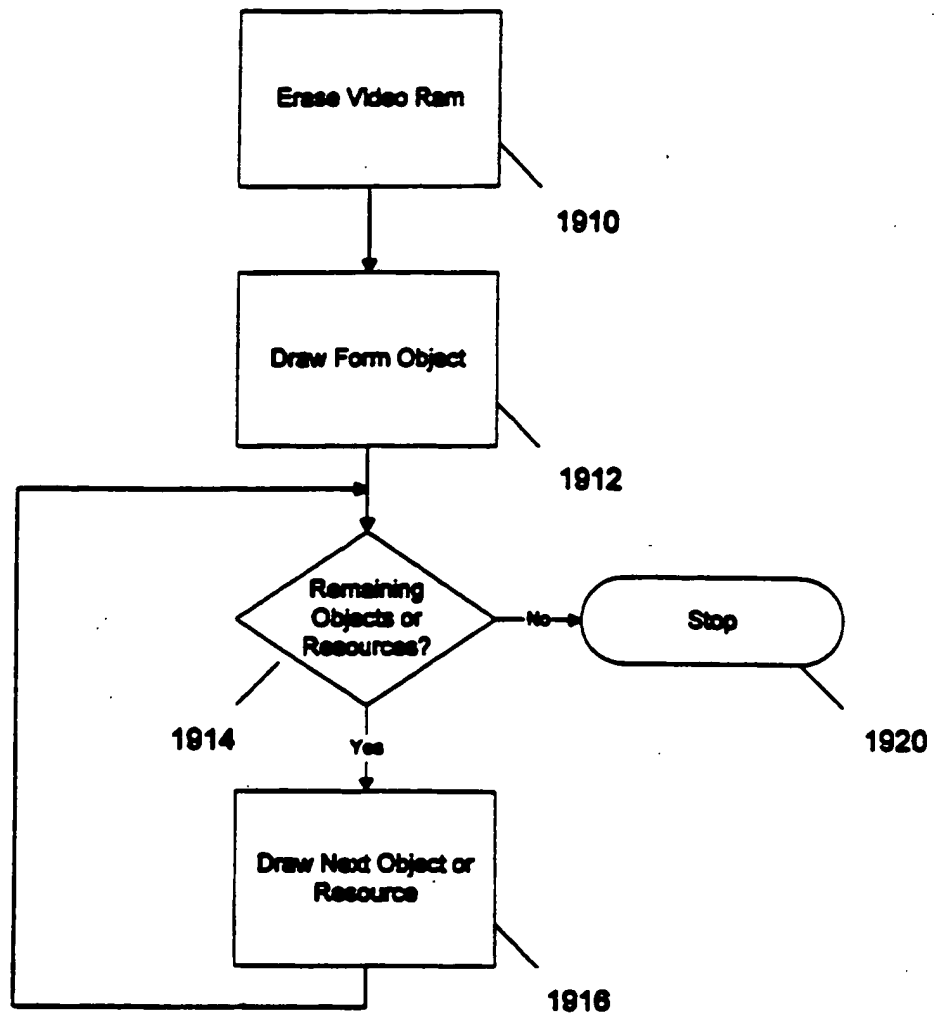 Erase Video Ram
1910
Draw Form Object
1912
Remaining
Objects or
Resources?
No
Stop
1914
1920
Yes
Draw Next Object or
Resource
1916